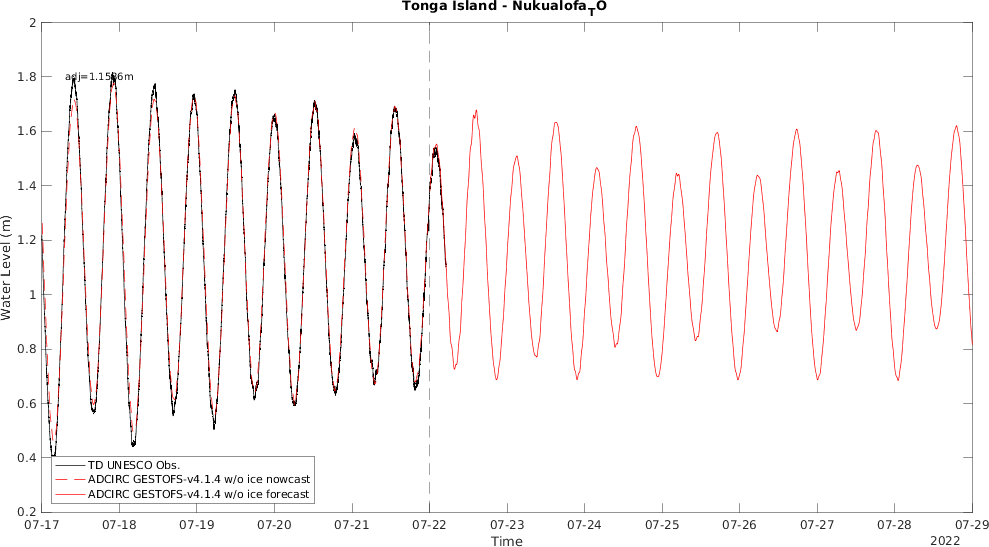 Tonga Island - Nukualofa_TO
2
1.8
1.6
1.4
1.2
1
0.8
0.6
0.4
0.2
Water Level (m)
adj=1.1586m
TD UNESCO Obs.
ADCIRC GESTOFS-v4.1.4 w/o ice nowcast
ADCIRC GESTOFS-v4.1.4 w/o ice forecast
07-17 07-18 07-19 07-20 07-21 07-22 07-23 07-24 07-25 07-26 07-27 07-28 07-29
Time
2022